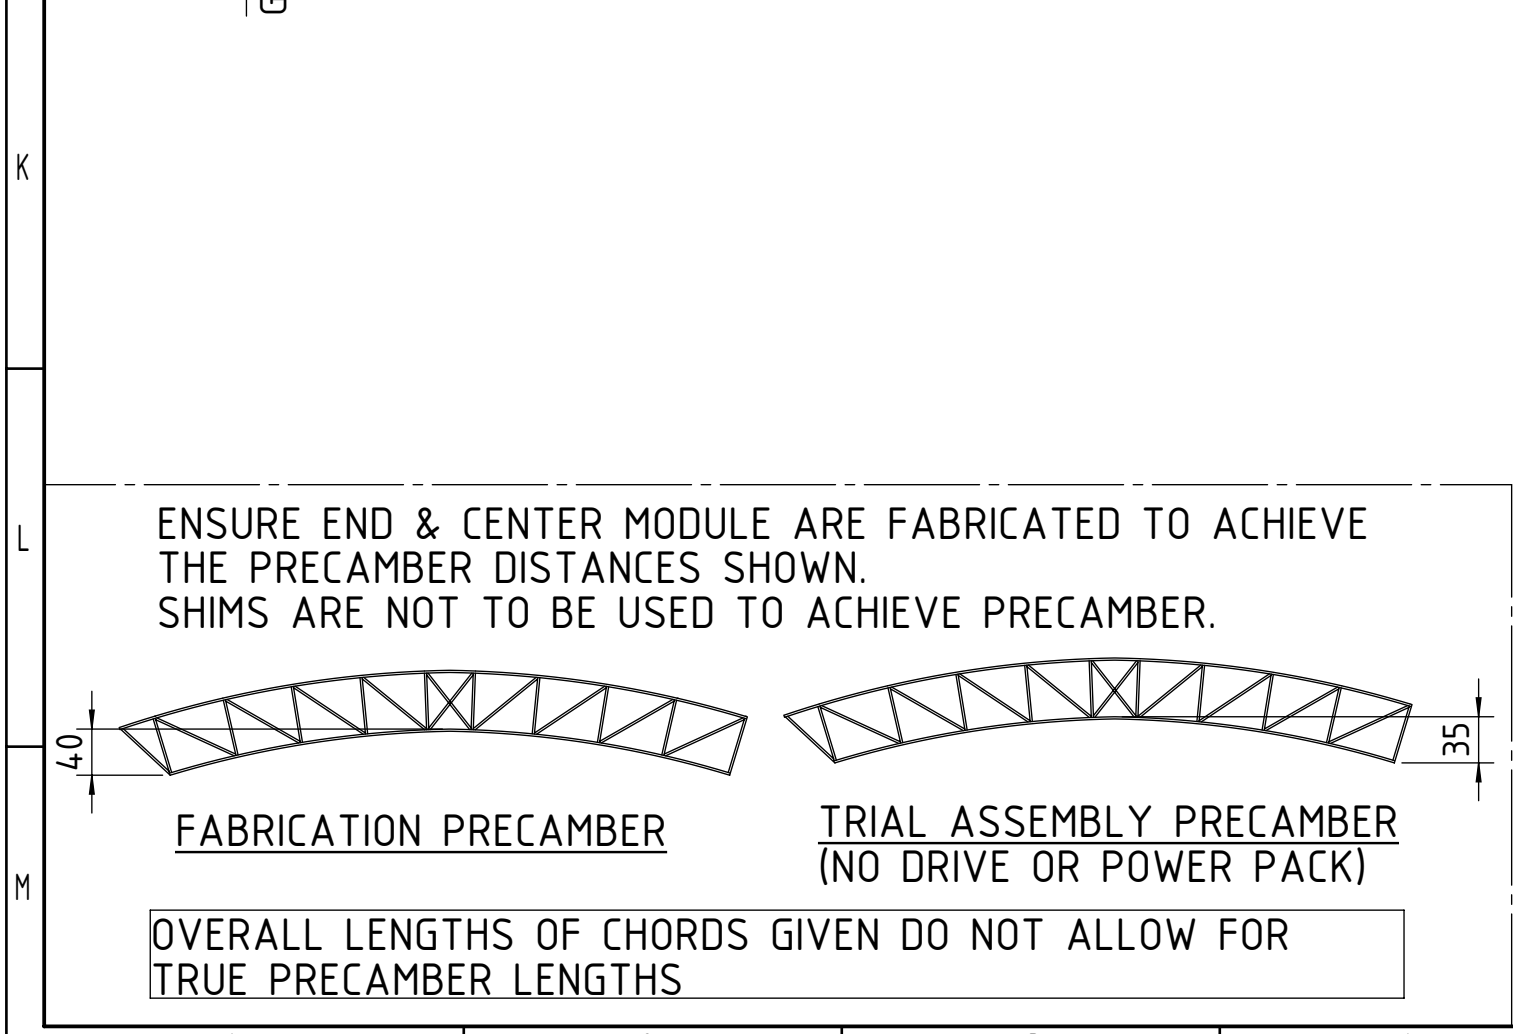 G
K
L
ENSURE END & CENTER MODULE ARE FABRICATED TO ACHIEVE
THE PRECAMBER DISTANCES SHOWN.
SHIMS ARE NOT TO BE USED TO ACHIEVE PRECAMBER.
40
35
FABRICATION PRECAMBER
TRIAL ASSEMBLY PRECAMBER
(NO DRIVE OR POWER PACK)
M
OVERALL LENGTHS OF CHORDS GIVEN DO NOT ALLOW FOR
TRUE PRECAMBER LENGTHS